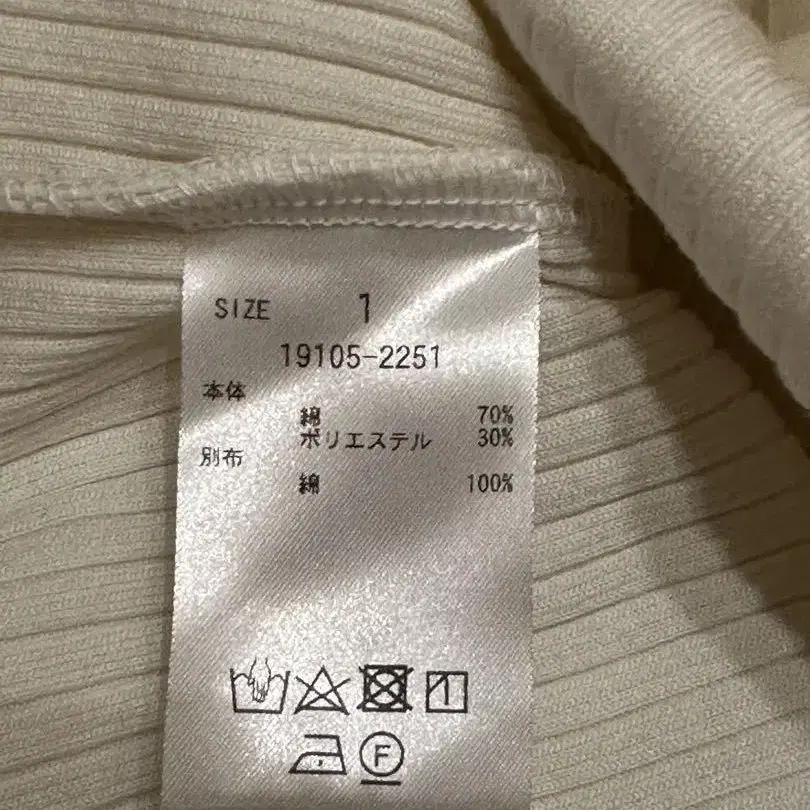 SIZE 1
19105-2251
本体
綿 70%
ポリエステル 30%
別布
綿 100%
F